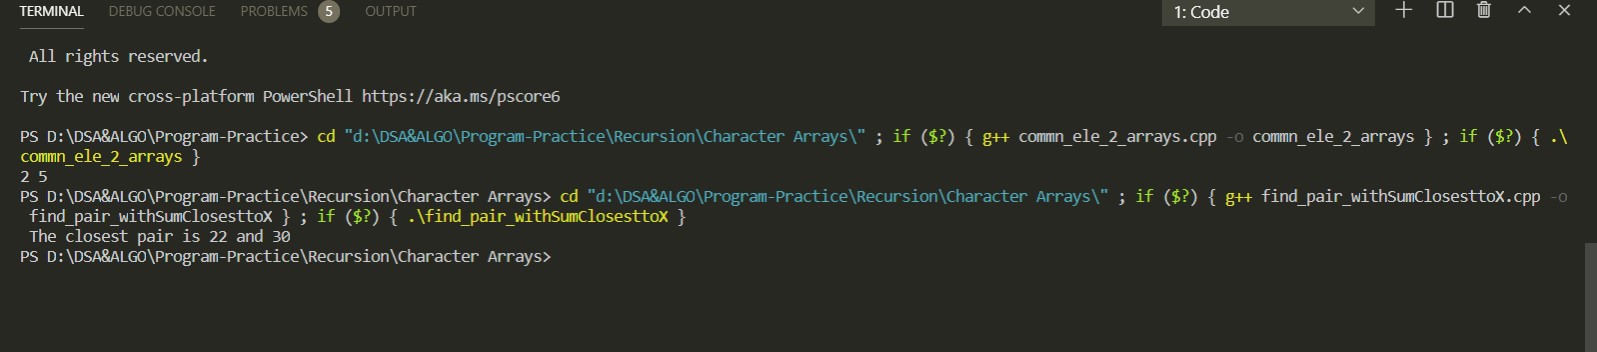 TERMINAL DEBUG CONSOLE PROBLEMS 5 OUTPUT 1: Code
All rights reserved.
Try the new cross-platform PowerShell https://aka.ms/pscore6
PS D:\DSA&ALGO\Program-Practice> cd "d:\DSA&ALGO\Program-Practice\Recursion\Character Arrays\" ; if ($?) { g++ commn_ele_2_arrays.cpp -o commn_ele_2_arrays } ; if ($?) { .\
commn_ele_2_arrays }
2 5
PS D:\DSA&ALGO\Program-Practice\Recursion\Character Arrays> cd "d:\DSA&ALGO\Program-Practice\Recursion\Character Arrays\" ; if ($?) { g++ find_pair_withSumClosesttoX.cpp -o
find_pair_withSumClosesttoX } ; if ($?) { .\find_pair_withSumClosesttoX }
The closest pair is 22 and 30
PS D:\DSA&ALGO\Program-Practice\Recursion\Character Arrays>